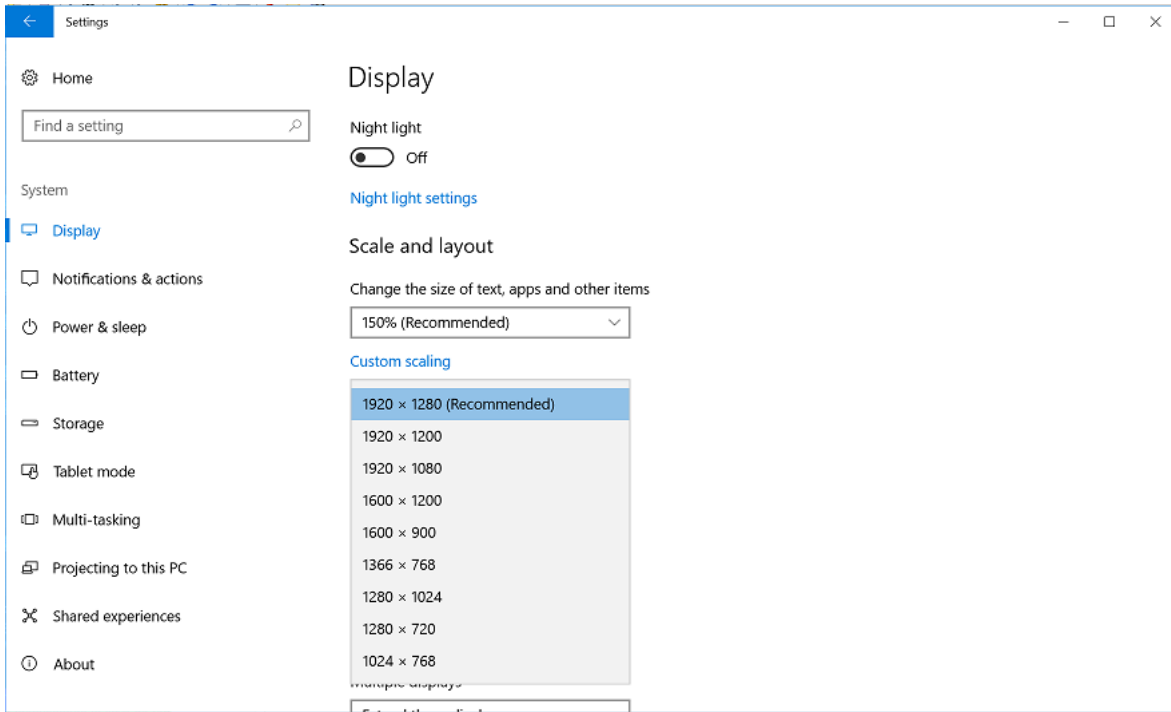 Settings
Home
Find a setting
System
Display
Notifications & actions
Power & sleep
Battery
Storage
Tablet mode
Multi-tasking
Projecting to this PC
Shared experiences
About
Display
Night light
Off
Night light settings
Scale and layout
Change the size of text, apps and other items
150% (Recommended)
Custom scaling
1920 × 1280 (Recommended)
1920 × 1200
1920 × 1080
1600 × 1200
1600 × 900
1366 × 768
1280 × 1024
1280 × 720
1024 × 768
Multiple displays